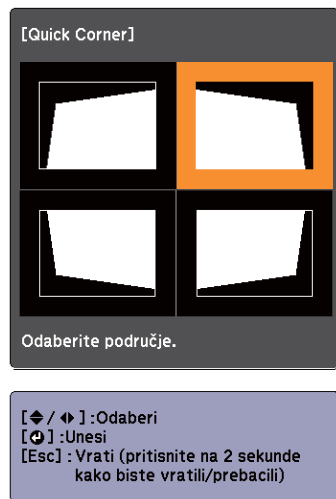 [Quick Corner]
Odaberite područje.
[◆/◆] :Odaberi
[↵] :Unesi
[Esc] : Vrati (pritisnite na 2 sekunde
kako biste vratili/prebacili)